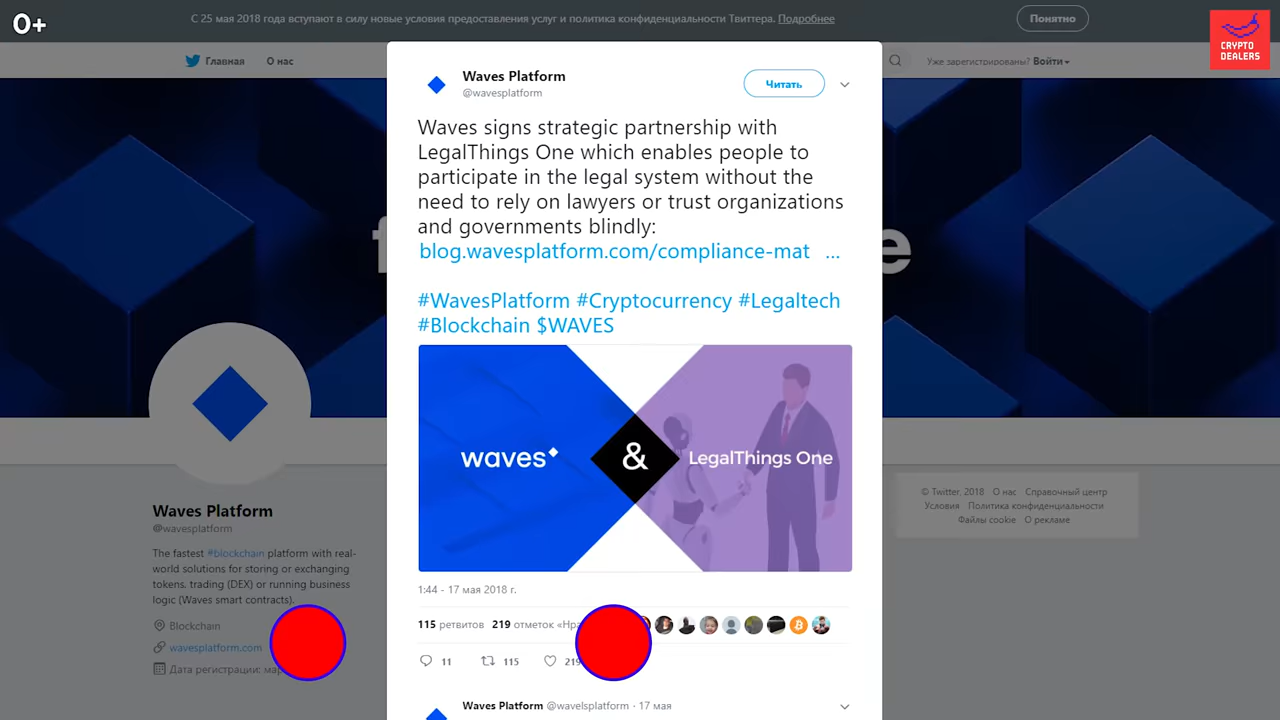 0+
С 25 мая 2018 года вступают в силу новые условия предоставления услуг и политика конфиденциальности Твиттера. Подробнее
Понятно
CRYPTO
DEALERS
Главная
О нас
Уже зарегистрированы? Войти
Waves Platform
@wavesplatform
Читать
Waves signs strategic partnership with
LegalThings One which enables people to
participate in the legal system without the
need to rely on lawyers or trust organizations
and governments blindly:
blog.wavesplatform.com/compliance-mat ...
#WavesPlatform #Cryptocurrency #Legaltech
#Blockchain $WAVES
waves
&
LegalThings One
1:44 - 17 мая 2018 г.
115 ретвитов 219 отметок
11
115
Waves Platform @wavelsplatform · 17 мая
Waves Platform
@wavesplatform
The fastest #blockchain platform with real-
world solutions for storing or exchanging
tokens, trading (DEX) or running business
logic (Waves smart contracts).
Blockchain
wavesplatform.com
Дата регистрации:
© Twitter, 2018 О нас Справочный центр
Условия Политика конфиденциальности
Файлы cookie О рекламе